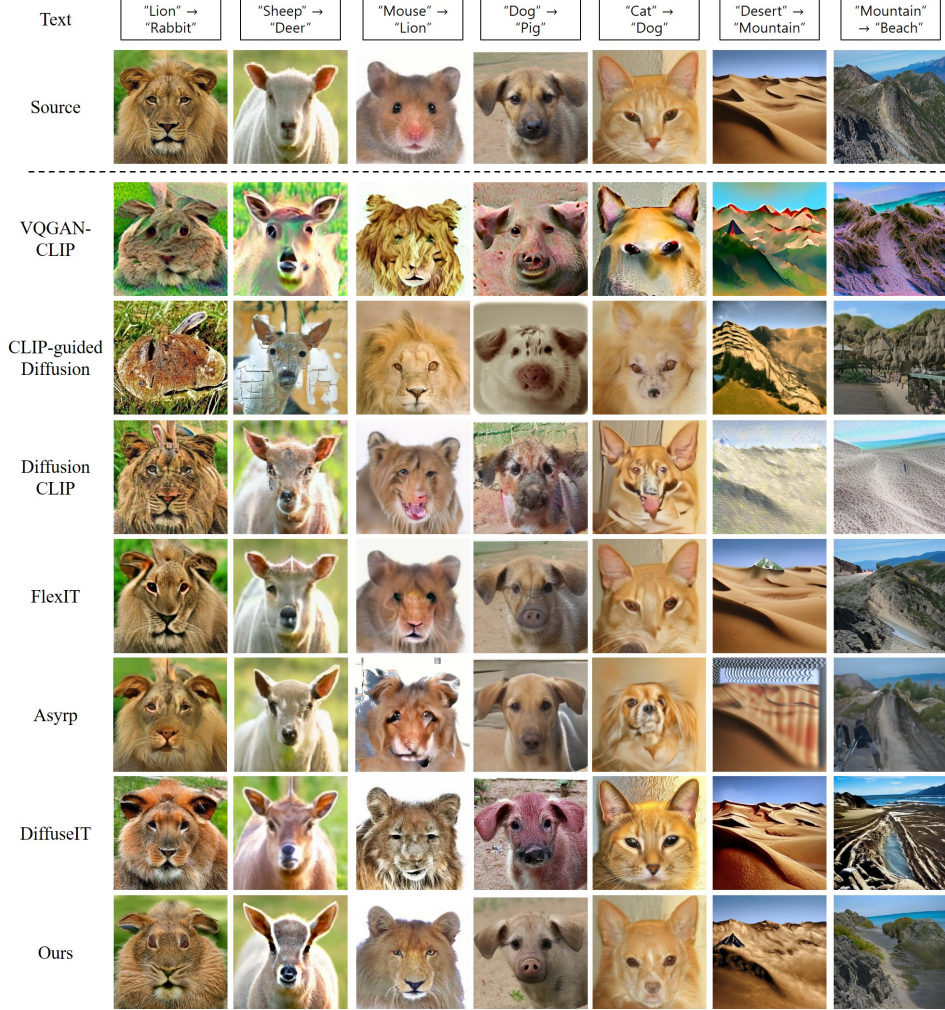 Text
“Lion” →
“Rabbit”
“Sheep” →
“Deer”
“Mouse” →
“Lion”
“Dog” →
“Pig”
“Cat” →
“Dog”
“Desert” →
“Mountain”
“Mountain”
→ “Beach”
Source
VQGAN-
CLIP
CLIP-guided
Diffusion
Diffusion
CLIP
FlexIT
Asyrp
DiffuseIT
Ours